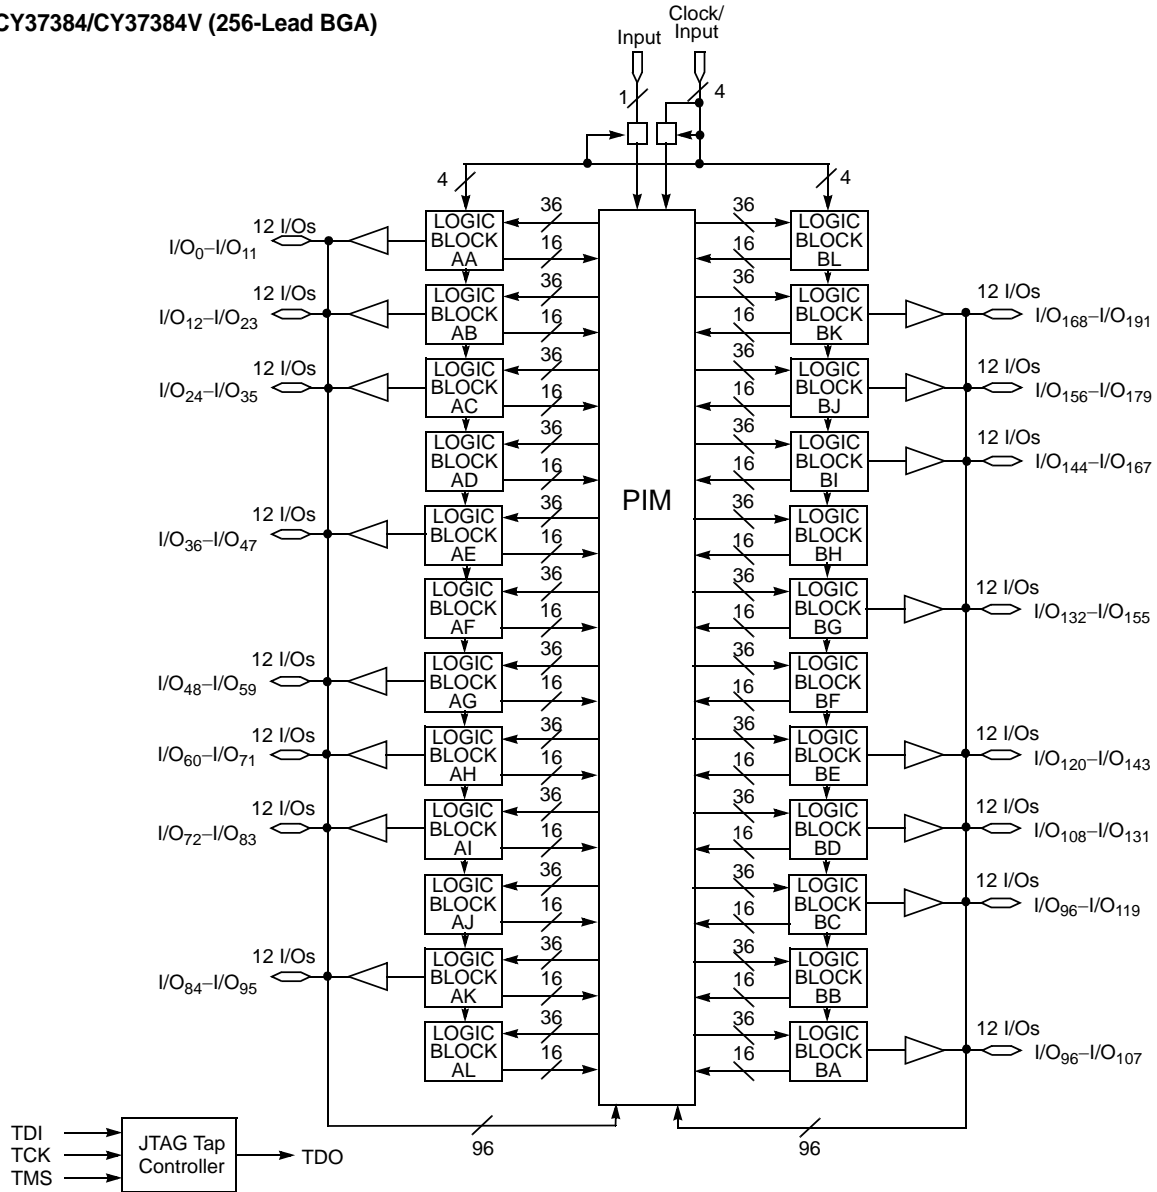 CY37384/CY37384V (256-Lead BGA)
Input
Clock/
Input
1
4
4
4
PIM
12 I/Os
I/O0–I/O11
LOGIC
BLOCK
AA
36
16
36
16
LOGIC
BLOCK
BL
12 I/Os
I/O12–I/O23
LOGIC
BLOCK
AB
36
16
36
16
LOGIC
BLOCK
BK
12 I/Os
I/O168–I/O191
12 I/Os
I/O24–I/O35
LOGIC
BLOCK
AC
36
16
36
16
LOGIC
BLOCK
BJ
12 I/Os
I/O156–I/O179
LOGIC
BLOCK
AD
36
16
36
16
LOGIC
BLOCK
BI
12 I/Os
I/O144–I/O167
12 I/Os
I/O36–I/O47
LOGIC
BLOCK
AE
36
16
36
16
LOGIC
BLOCK
BH
LOGIC
BLOCK
AF
36
16
36
16
LOGIC
BLOCK
BG
12 I/Os
I/O132–I/O155
12 I/Os
I/O48–I/O59
LOGIC
BLOCK
AG
36
16
36
16
LOGIC
BLOCK
BF
12 I/Os
I/O60–I/O71
LOGIC
BLOCK
AH
36
16
36
16
LOGIC
BLOCK
BE
12 I/Os
I/O120–I/O143
12 I/Os
I/O72–I/O83
LOGIC
BLOCK
AI
36
16
36
16
LOGIC
BLOCK
BD
12 I/Os
I/O108–I/O131
LOGIC
BLOCK
AJ
36
16
36
16
LOGIC
BLOCK
BC
12 I/Os
I/O96–I/O119
12 I/Os
I/O84–I/O95
LOGIC
BLOCK
AK
36
16
36
16
LOGIC
BLOCK
BB
LOGIC
BLOCK
AL
36
16
36
16
LOGIC
BLOCK
BA
12 I/Os
I/O96–I/O107
96
96
TDI
TCK
TMS
JTAG Tap
Controller
TDO